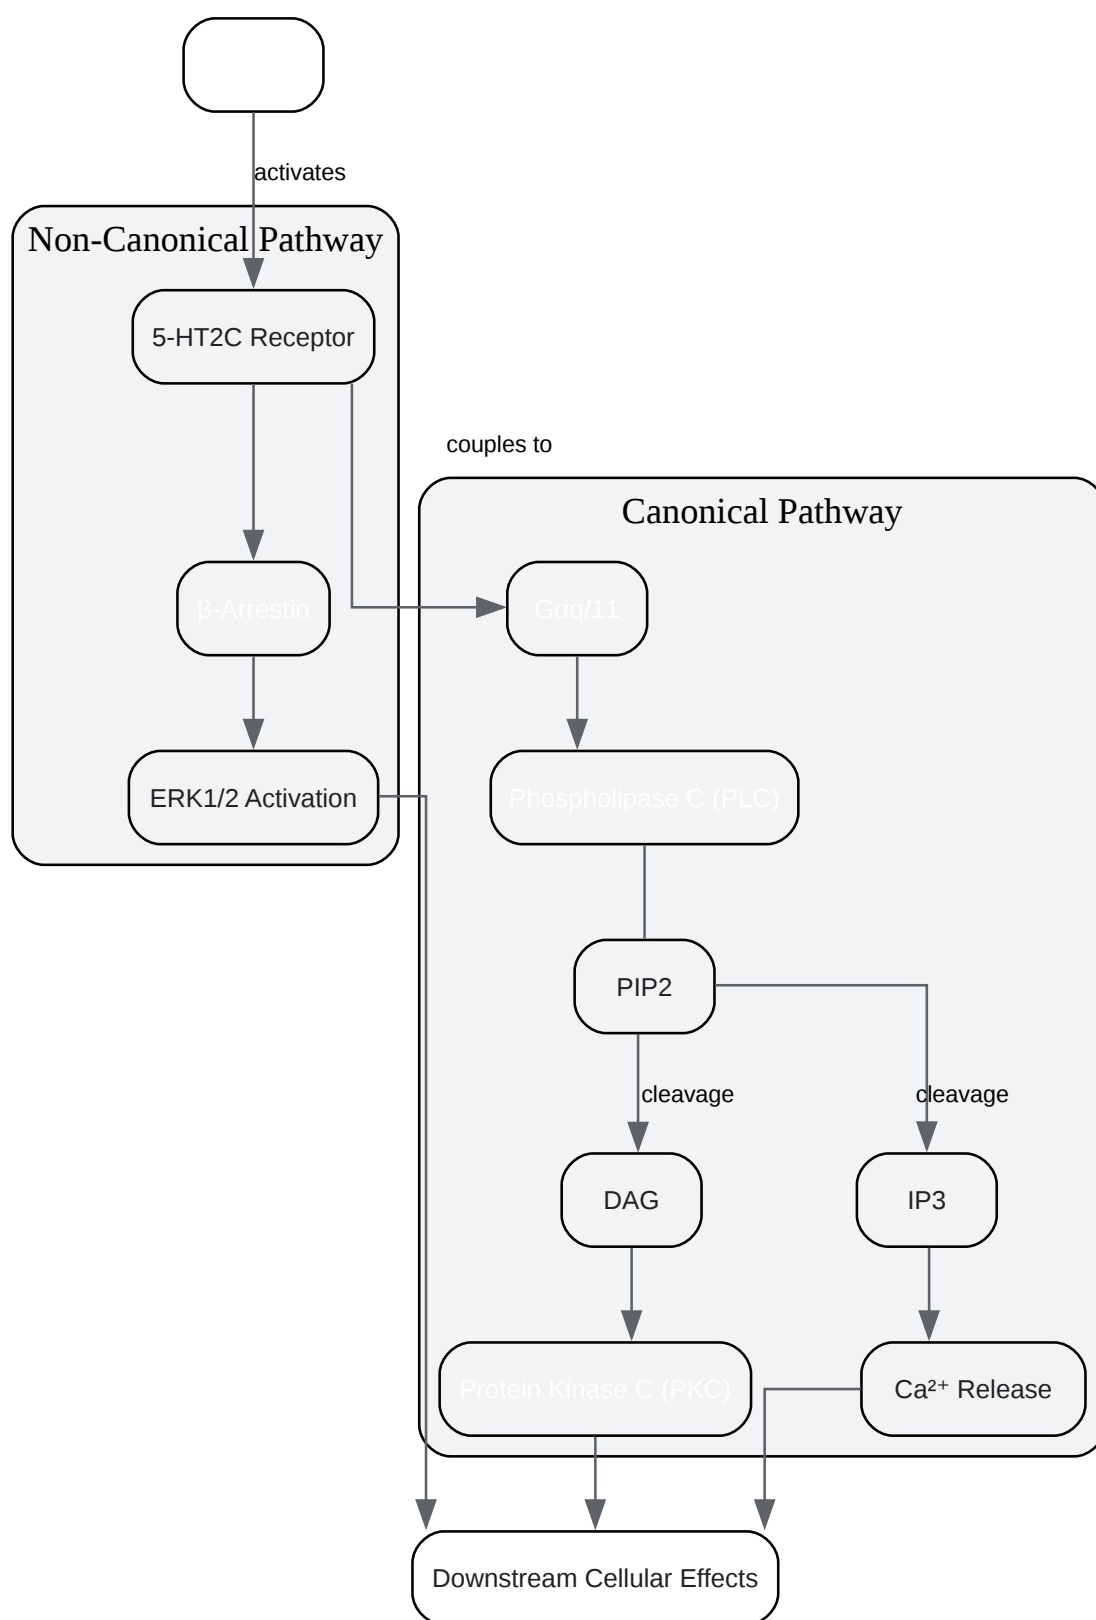 activates
Non-Canonical Pathway
5-HT2C Receptor
couples to
Canonical Pathway
β-Arrestin
Gαq/11
ERK1/2 Activation
Phospholipase C (PLC)
PIP2
cleavage
cleavage
DAG
IP3
Protein Kinase C (PKC)
Ca²⁺ Release
Downstream Cellular Effects